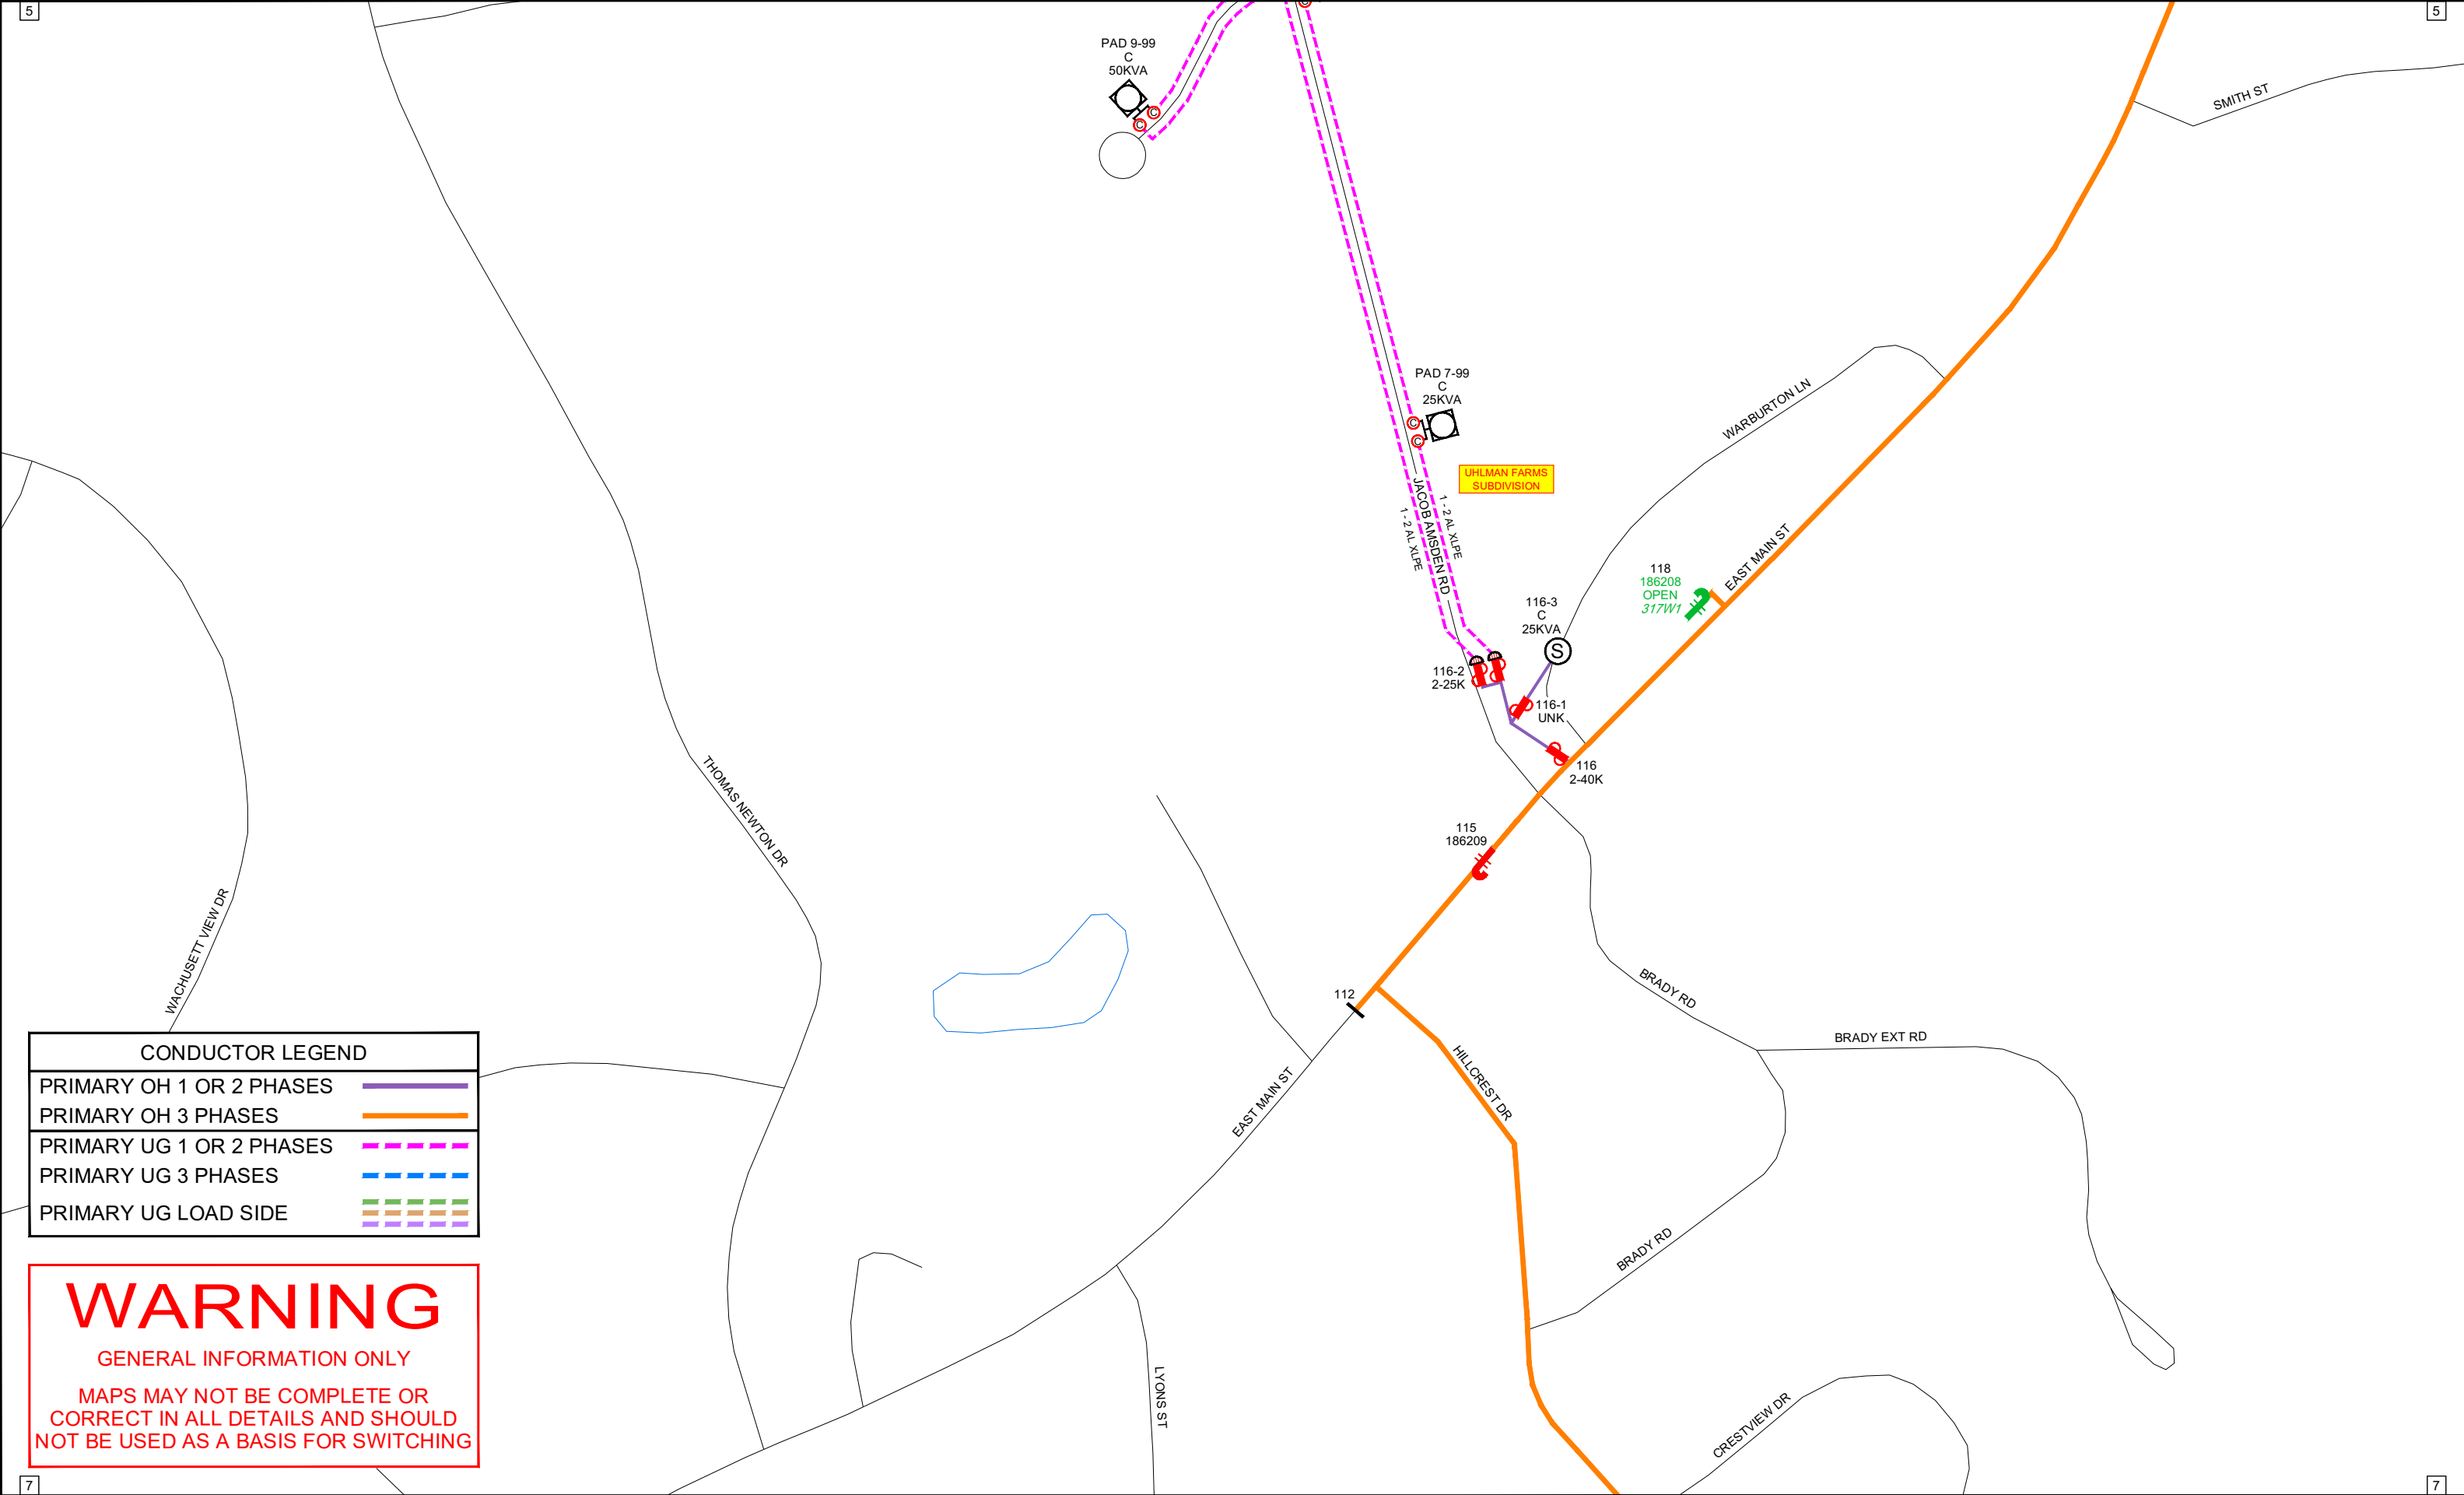 5
5
PAD 9-99
C
50KVA
SMITH ST
PAD 7-99
C
25KVA
WARBURTON LN
UHLMAN FARMS
SUBDIVISION
JACOB AMSDEN RD
1 - 2 AL XLPE
1 - 2 AL XLPE
EAST MAIN ST
118
186208
OPEN
317W1
116-3
C
25KVA
S
116-2
2-25K
116-1
UNK
116
2-40K
115
186209
THOMAS NEWTON DR
WACHUSETT VIEW DR
112
BRADY RD
BRADY EXT RD
HILLCREST DR
EAST MAIN ST
BRADY RD
LYONS ST
CRESTVIEW DR
CONDUCTOR LEGEND
PRIMARY OH 1 OR 2 PHASES
PRIMARY OH 3 PHASES
PRIMARY UG 1 OR 2 PHASES
PRIMARY UG 3 PHASES
PRIMARY UG LOAD SIDE
WARNING
GENERAL INFORMATION ONLY
MAPS MAY NOT BE COMPLETE OR
CORRECT IN ALL DETAILS AND SHOULD
NOT BE USED AS A BASIS FOR SWITCHING
7
7
C
C
C
C